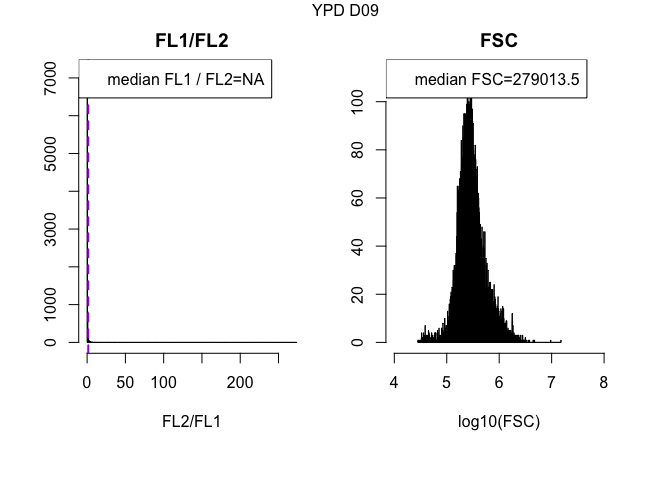 YPD D09
FL1/FL2
median FL1 / FL2=NA
7000
5000
3000
1000
0
0 50 100 200
FL2/FL1
FSC
median FSC=279013.5
100
80
60
40
20
0
4 5 6 7 8
log10(FSC)